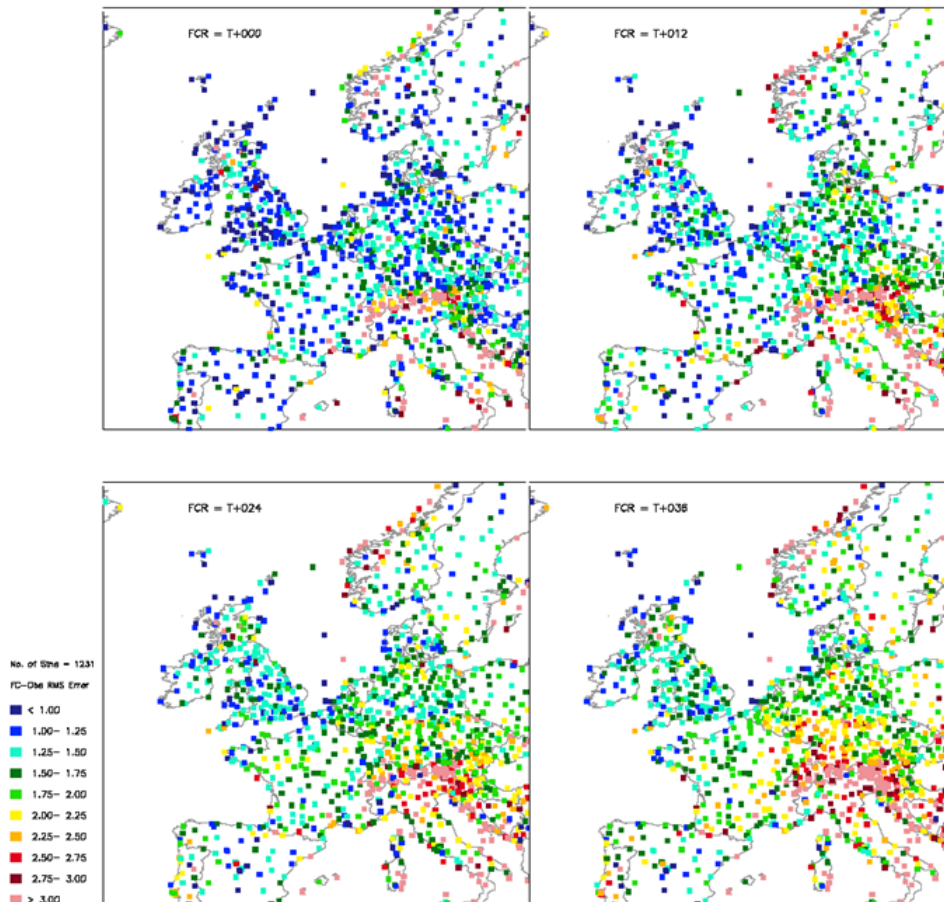 FCR = T+000
FCR = T+012
FCR = T+024
FCR = T+036
No. of Stns = 1231
FC-Obs RMS Error
< 1.00
1.00- 1.25
1.25- 1.50
1.50- 1.75
1.75- 2.00
2.00- 2.25
2.25- 2.50
2.50- 2.75
2.75- 3.00
> 3.00